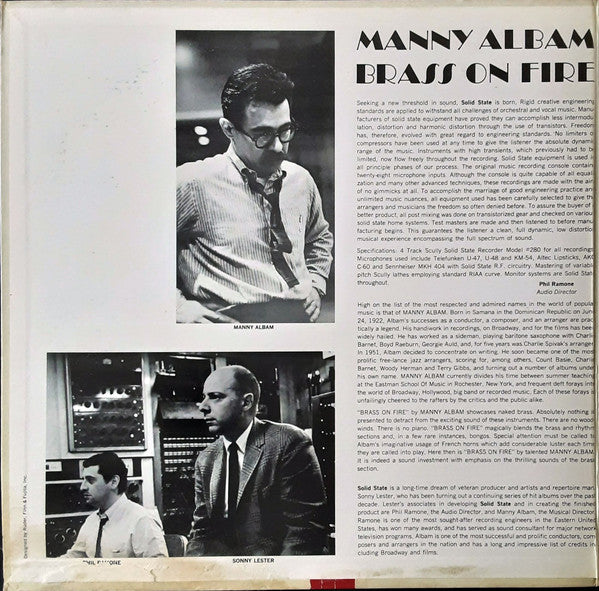 MANNY ALBAM
BRASS ON FIRE
Seeking a new threshold in sound, Solid State is born. Rigid creative engineering
standards are applied to withstand all challenges of orchestral and vocal music. Manu-
facturers of solid state equipment have proved they can accomplish less intermodu-
lation, distortion and harmonic distortion through the use of transistors. Freedom
has, therefore, evolved with great regard to engineering standards. No limiters o
compressors have been used at any time to give the listener the absolute dynamic
range of the music. Instruments with high transients, which previously had to be
limited, now flow freely throughout the recording. Solid State equipment is used i
all principle phases of our process. The original music recording console contain
twenty-eight microphone inputs. Although the console is quite capable of all equali-
zation and many other advanced techniques, these recordings are made with the aim
of no gimmicks at all. To accomplish the marriage of good engineering practice an
unlimited music nuances, all equipment used has been carefully selected to give the
arrangers and musicians the freedom so often denied before. To assure the buyer of
better product, all post mixing was done on transistorized gear and checked on various
solid state home systems. Test masters are made and then listened to before manu-
facturing begins. This guarantees the listener a clean, full dynamic, low distortion
musical experience encompassing the full spectrum of sound.
Specifications: 4 Track Scully Solid State Recorder Model #280 for all recordings
Microphones used include Telefunken U-47, U-48 and KM-54, Altec Lipsticks, AKG
C-60 and Sennheiser MKH 404 with Solid State R.F. circuitry. Mastering of variable
pitch Scully lathes employing standard RIAA curve. Monitor systems are Solid State
throughout.
Phil Ramone
Audio Director
High on the list of the most respected and admired names in the world of popula
music is that of MANNY ALBAM. Born in Samana in the Dominican Republic on Jun
24, 1922, Albam's successes as a conductor, a composer, and an arranger are prac-
tically a legend. His handiwork in recordings, on Broadway, and for the films has bee
widely hailed. He has worked as a sideman, playing baritone saxophone with Charl
Barnet, Boyd Raeburn, Georgie Auld, and, for five years was Charlie Spivak's arranger.
In 1951, Albam decided to concentrate on writing. He soon became one of the most
prolific free-lance jazz arrangers, scoring for, among others, Count Basie, Charlie
Barnet, Woody Herman and Terry Gibbs, and turning out a number of albums under
his own name. MANNY ALBAM currently divides his time between summer teaching
at the Eastman School Of Music in Rochester, New York, and frequent deft forays into
the world of Broadway, Hollywood, big band or recorded music. Each of these forays i
unfailingly cheered to the rafters by the critics and the public alike.
"BRASS ON FIRE" by MANNY ALBAM showcases naked brass. Absolutely nothing i
presented to detract from the exciting sound of these instruments. There are no wood-
winds. There is no piano. "BRASS ON FIRE" magically blends the brass and rhythm
sections and, in a few rare instances, bongos. Special attention must be called to
Albam's imaginative usage of French horns which add considerable luster each time
they are called into play. Here then is "BRASS ON FIRE" by talented MANNY ALBAM
It is indeed a sound investment with emphasis on the thrilling sounds of the brass
section.
Solid State is a long-time dream of veteran producer and artists and repertoire man,
Sonny Lester, who has been turning out a continuing series of hit albums over the past
decade. Lester's associates in developing Solid State and in creating the finished
product are Phil Ramone, the Audio Director, and Manny Albam, the Musical Director.
Ramone is one of the most sought-after recording engineers in the Eastern United
States, has won many awards, and has served as sound consultant for major network
television programs. Albam is one of the most successful and prolific conductors, com-
posers and arrangers in the nation and has a long and impressive list of credits in-
cluding Broadway and films.
MANNY ALBAM
PHIL RAMONE
SONNY LESTER
Designed by Ruder, Finn & Fujita, Inc.